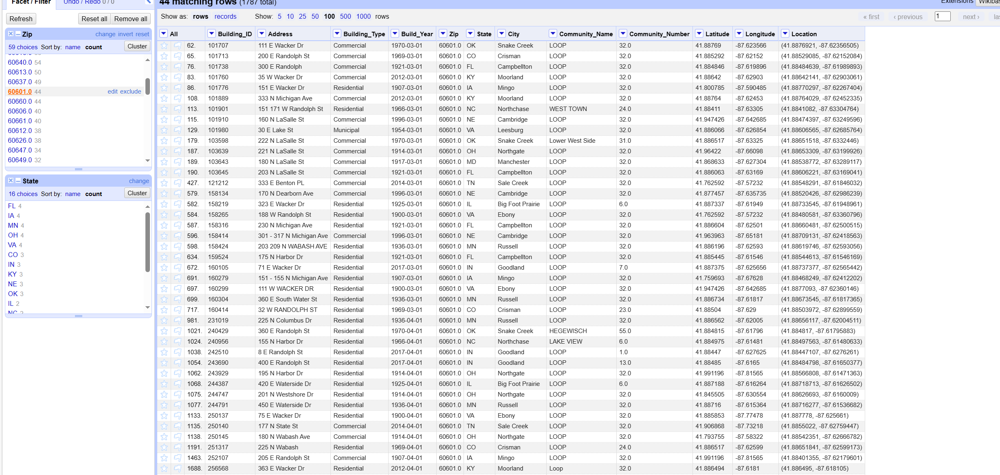 Facet / Filter Undo / Redo 0 / 0
44 matching rows (1787 total)
Extensions
Refresh Reset all Remove all
Show as: rows records Show: 5 10 25 50 100 500 1000 rows
« first ‹ previous 1 next ›
Zip change invert reset
59 choices Sort by: name count Cluster
60640.0 54
60613.0 50
60637.0 49
60601.0 44 edit exclude
60660.0 44
60606.0 40
60661.0 40
60612.0 38
60626.0 38
60647.0 34
60649.0 32
State change
16 choices Sort by: name count Cluster
FL 4
IA 4
MN 4
OH 4
VA 4
CO 3
IN 3
KY 3
NE 3
OK 3
IL 2
NC 2
All Building_ID Address Building_Type Build_Year Zip State City Community_Name Community_Number Latitude Longitude Location
62. 101707 111 E Wacker Dr Commercial 1970-03-01 60601.0 OK Snake Creek LOOP 32.0 41.88769 -87.623566 (41.8876921, -87.62356505)
65. 101713 200 E Randolph St Commercial 1969-03-01 60601.0 CO Crisman LOOP 32.0 41.885292 -87.62152 (41.88529085, -87.62152084)
76. 101738 300 E Randolph Commercial 1921-03-01 60601.0 FL Campbellton LOOP 32.0 41.884846 -87.619896 (41.88484639, -87.61989893)
83. 101760 35 W Wacker Dr Commercial 2012-03-01 60601.0 KY Moorland LOOP 32.0 41.88642 -87.62903 (41.88642141, -87.62903061)
86. 101776 151 E Wacker Dr Residential 1907-03-01 60601.0 IA Mingo LOOP 32.0 41.800785 -87.590485 (41.88770297, -87.62267404)
108. 101889 333 N Michigan Ave Commercial 2012-03-01 60601.0 KY Moorland LOOP 32.0 41.88764 -87.62453 (41.88764029, -87.62452335)
113. 101901 151 171 W Randolph St Residential 1966-03-01 60601.0 NC Northchase WEST TOWN 24.0 41.88411 -87.63305 (41.8841082, -87.63304764)
115. 101910 160 N LaSalle St Commercial 1996-03-01 60601.0 NE Cambridge LOOP 32.0 41.947426 -87.642685 (41.88474397, -87.63249596)
129. 101980 30 E Lake St Municipal 1954-03-01 60601.0 VA Leesburg LOOP 32.0 41.886066 -87.626854 (41.88606565, -87.62685764)
179. 103598 222 N LaSalle St Commercial 1970-03-01 60601.0 OK Snake Creek Lower West Side 31.0 41.886517 -87.63325 (41.88651518, -87.6332446)
187. 103639 221 N LaSalle St Commercial 1914-03-01 60601.0 OH Northgate LOOP 32.0 41.96422 -87.66098 (41.88653309, -87.63199926)
189. 103643 180 N LaSalle St Commercial 1917-03-01 60601.0 MD Manchester LOOP 32.0 41.868633 -87.627304 (41.88538772, -87.63289117)
190. 103645 203 N LaSalle St Commercial 1921-03-01 60601.0 FL Campbellton LOOP 32.0 41.886063 -87.63169 (41.88606221, -87.63169041)
427. 121212 333 E Benton PL Commercial 2014-03-01 60601.0 TN Sale Creek LOOP 32.0 41.762592 -87.57232 (41.88548291, -87.61846032)
579. 158134 170 N Dearborn Ave Commercial 1996-03-01 60601.0 NE Cambridge LOOP 32.0 41.877457 -87.635735 (41.88520426, -87.62986239)
582. 158219 323 E Wacker Dr Residential 1925-03-01 60601.0 IL Big Foot Prairie LOOP 6.0 41.887337 -87.61949 (41.88733545, -87.61948961)
584. 158265 188 W Randolph St Residential 1900-03-01 60601.0 VA Ebony LOOP 32.0 41.762592 -87.57232 (41.88480581, -87.63360796)
587. 158316 230 N Michigan Ave Residential 1921-03-01 60601.0 FL Campbellton LOOP 32.0 41.886604 -87.62501 (41.88660481, -87.62500515)
596. 158414 301 - 317 N Michigan Ave Commercial 1996-03-01 60601.0 NE Cambridge LOOP 32.0 41.963963 -87.65181 (41.88709131, -87.62418563)
598. 158424 203 209 N WABASH AVE Residential 1936-03-01 60601.0 MN Russell LOOP 32.0 41.886196 -87.62593 (41.88619746, -87.62593056)
634. 159524 175 N Harbor Dr Residential 1921-03-01 60601.0 FL Campbellton LOOP 32.0 41.885445 -87.61546 (41.88544613, -87.61546169)
672. 160105 71 E Wacker Dr Residential 2017-03-01 60601.0 IN Goodland LOOP 7.0 41.887375 -87.625656 (41.88737377, -87.62565442)
691. 160279 151 - 155 N Michigan Ave Residential 1907-03-01 60601.0 IA Mingo LOOP 32.0 41.759693 -87.67628 (41.88468249, -87.62412202)
697. 160299 111 W WACKER DR Residential 1900-03-01 60601.0 VA Ebony LOOP 32.0 41.947426 -87.642685 (41.8877093, -87.62360146)
699. 160304 360 E South Water St Residential 1936-03-01 60601.0 MN Russell LOOP 32.0 41.886734 -87.61817 (41.88673545, -87.61817365)
717. 160414 32 W RANDOLPH ST Residential 1969-03-01 60601.0 CO Crisman LOOP 23.0 41.88504 -87.629 (41.88503972, -87.62899559)
981. 231019 225 N Columbus Dr Residential 1936-04-01 60601.0 MN Russell LOOP 32.0 41.886562 -87.62005 (41.88656117, -87.62004511)
1021. 240429 360 E Randolph St Residential 1970-04-01 60601.0 OK Snake Creek HEGEWISCH 55.0 41.884815 -87.61796 (41.884817, -87.61795883)
1024. 240956 155 N Harbor Dr Residential 1966-04-01 60601.0 NC Northchase LAKE VIEW 6.0 41.884975 -87.61481 (41.88497563, -87.61480633)
1038. 242510 8 E Randolph St Residential 2017-04-01 60601.0 IN Goodland LOOP 1.0 41.88447 -87.627625 (41.88447107, -87.6276261)
1054. 243690 400 E Randolph St Residential 2017-04-01 60601.0 IN Goodland LOOP 13.0 41.88485 -87.6165 (41.88484798, -87.61650377)
1062. 243929 195 N Harbor Dr Residential 1914-04-01 60601.0 OH Northgate LOOP 32.0 41.991196 -87.81565 (41.88566808, -87.61471363)
1068. 244387 420 E Waterside Dr Residential 1925-04-01 60601.0 IL Big Foot Prairie LOOP 6.0 41.887188 -87.616264 (41.88718713, -87.61626502)
1075. 244747 201 N Westshore Dr Residential 1914-04-01 60601.0 OH Northgate LOOP 32.0 41.845505 -87.630554 (41.88626693, -87.6160009)
1077. 244791 450 E Waterside Dr Residential 1936-04-01 60601.0 MN Russell LOOP 32.0 41.88716 -87.615364 (41.88716277, -87.61536682)
1133. 250137 75 E Wacker Dr Residential 1900-04-01 60601.0 VA Ebony LOOP 32.0 41.885853 -87.77478 (41.887778, -87.625661)
1135. 250140 177 N State St Commercial 2014-04-01 60601.0 TN Sale Creek LOOP 32.0 41.906868 -87.73218 (41.8855022, -87.62759447)
1138. 250145 180 N Wabash Ave Commercial 1914-04-01 60601.0 OH Northgate LOOP 32.0 41.793755 -87.58322 (41.88542351, -87.62666782)
1191. 251317 225 N Wabash Residential 1969-04-01 60601.0 CO Crisman LOOP 24.0 41.886517 -87.62599 (41.88651841, -87.62599173)
1463. 252107 205 E Randolph St Commercial 1907-04-01 60601.0 IA Mingo LOOP 32.0 41.991196 -87.81565 (41.88401355, -87.62179601)
1688. 256568 363 E Wacker Dr Residential 2012-04-01 60601.0 KY Moorland Loop 32.0 41.886494 -87.6181 (41.886495, -87.618105)